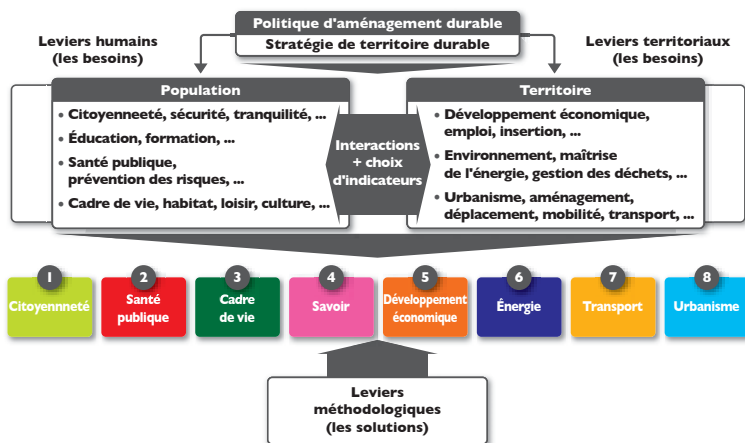 Politique d'aménagement durable
Stratégie de territoire durable
Leviers humains
(les besoins)
Leviers territoriaux
(les besoins)
Population
• Citoyenneeté, sécurité, tranquilité, ...
• Éducation, formation, ...
• Santé publique,
prévention des risques, ...
• Cadre de vie, habitat, loisir, culture, ...
Interactions
+ choix
d'indicateurs
Territoire
• Développement économique,
emploi, insertion, ...
• Environnement, maîtrise
de l'énergie, gestion des déchets, ...
• Urbanisme, aménagement,
déplacement, mobilité, transport, ...
1
Citoyennneté
2
Santé
publique
3
Cadre
de vie
4
Savoir
5
Développement
économique
6
Énergie
7
Transport
8
Urbanisme
Leviers
méthodologiques
(les solutions)